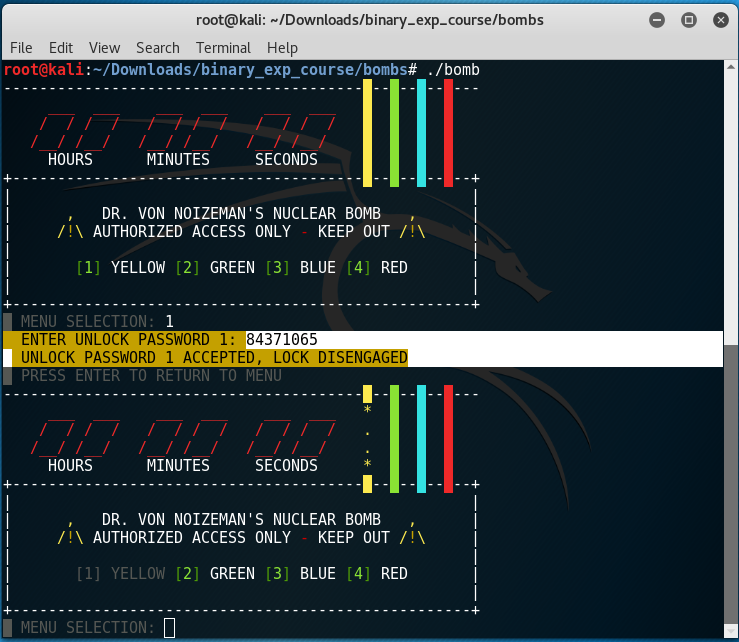 root@kali: ~/Downloads/binary_exp_course/bombs
File Edit View Search Terminal Help
root@kali:~/Downloads/binary_exp_course/bombs# ./bomb
HOURS MINUTES SECONDS
, DR. VON NOIZEMAN'S NUCLEAR BOMB ,
/!\ AUTHORIZED ACCESS ONLY - KEEP OUT /!\
[1] YELLOW [2] GREEN [3] BLUE [4] RED
MENU SELECTION: 1
ENTER UNLOCK PASSWORD 1: 84371065
UNLOCK PASSWORD 1 ACCEPTED, LOCK DISENGAGED
PRESS ENTER TO RETURN TO MENU
HOURS MINUTES SECONDS
, DR. VON NOIZEMAN'S NUCLEAR BOMB ,
/!\ AUTHORIZED ACCESS ONLY - KEEP OUT /!\
[1] YELLOW [2] GREEN [3] BLUE [4] RED
MENU SELECTION: